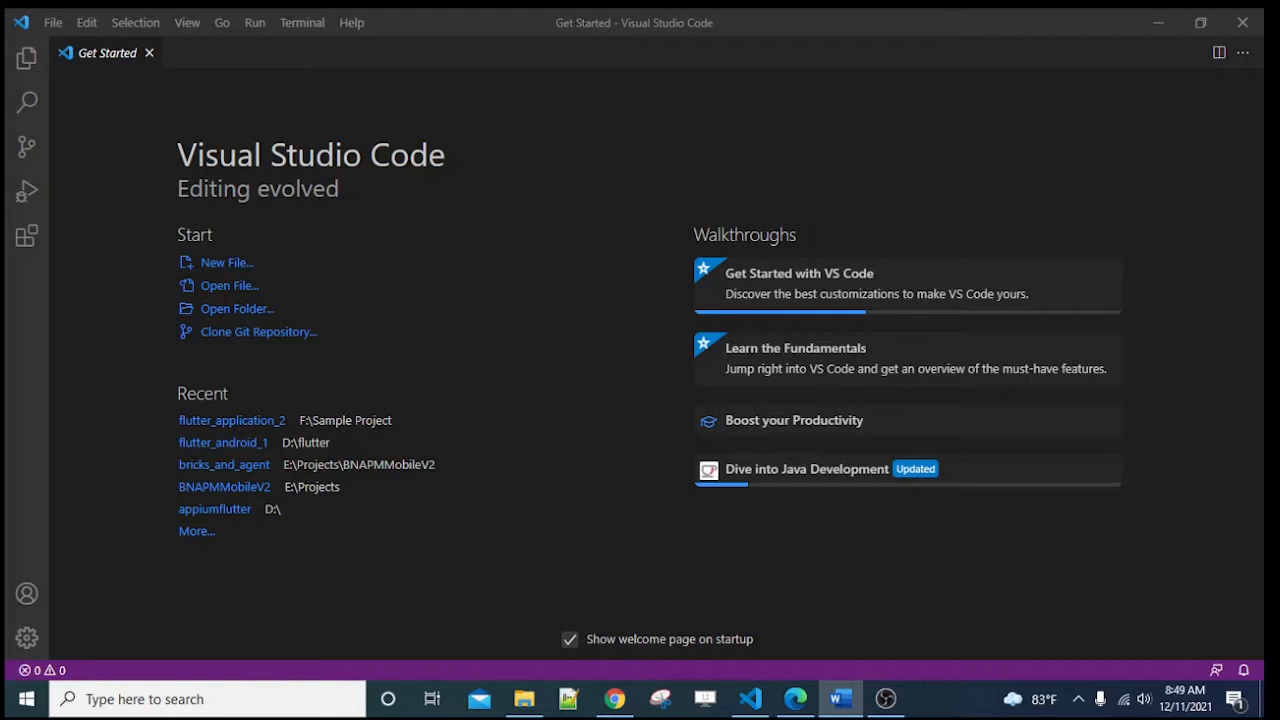 File Edit Selection View Go Run Terminal Help
Get Started - Visual Studio Code
Get Started
Visual Studio Code
Editing evolved
Start
New File...
Open File...
Open Folder...
Clone Git Repository...
Recent
flutter_application_2 F:\Sample Project
flutter_android_1 D:\flutter
bricks_and_agent E:\Projects\BNAPMMobileV2
BNAPMMobileV2 E:\Projects
appiumflutter D:\
More...
Walkthroughs
Get Started with VS Code
Discover the best customizations to make VS Code yours.
Learn the Fundamentals
Jump right into VS Code and get an overview of the must-have features.
Boost your Productivity
Dive into Java Development Updated
Show welcome page on startup
0 0
Type here to search
83°F
8:49 AM
12/11/2021
1